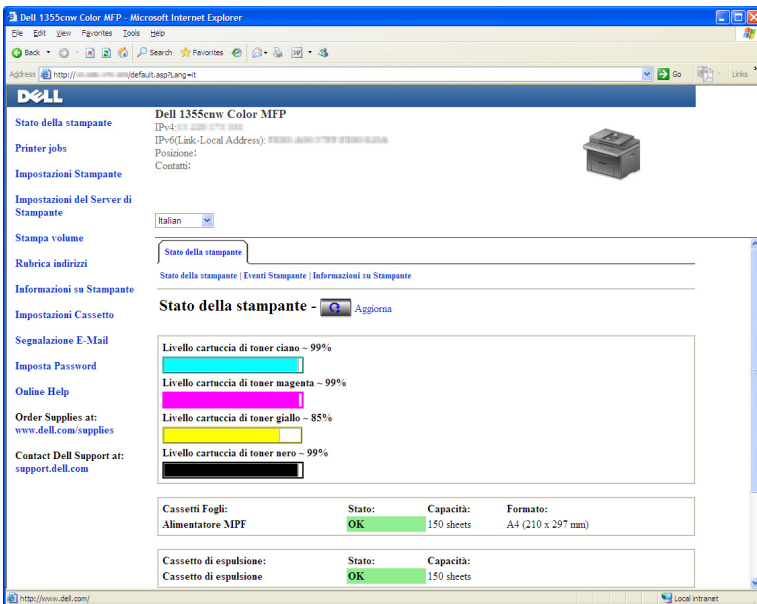 Dell 1355cnw Color MFP - Microsoft Internet Explorer
File Edit View Favorites Tools Help
Back Search Favorites
Address http:// /default.asp?Lang=it Go Links
DELL
Dell 1355cnw Color MFP
IPv4:
IPv6(Link-Local Address):
Posizione:
Contatti:
Italian
Stato della stampante
Printer jobs
Impostazioni Stampante
Impostazioni del Server di
Stampante
Stampa volume
Rubrica indirizzi
Informazioni su Stampante
Impostazioni Cassetto
Segnalazione E-Mail
Imposta Password
Online Help
Order Supplies at:
www.dell.com/supplies
Contact Dell Support at:
support.dell.com
Stato della stampante
Stato della stampante | Eventi Stampante | Informazioni su Stampante
Stato della stampante - Aggiorna
Livello cartuccia di toner ciano ~ 99%
Livello cartuccia di toner magenta ~ 99%
Livello cartuccia di toner giallo ~ 85%
Livello cartuccia di toner nero ~ 99%
Cassetti Fogli: Stato: Capacità: Formato:
Alimentatore MPF OK 150 sheets A4 (210 x 297 mm)
Cassetto di espulsione: Stato: Capacità:
Cassetto di espulsione OK 150 sheets
http://www.dell.com/ Local intranet